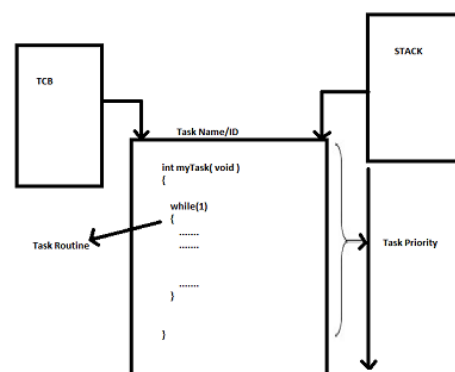 TCB
STACK
Task Name/ID
int myTask( void )
{
while(1)
{
.......
.......
.......
}
}
Task Routine
Task Priority